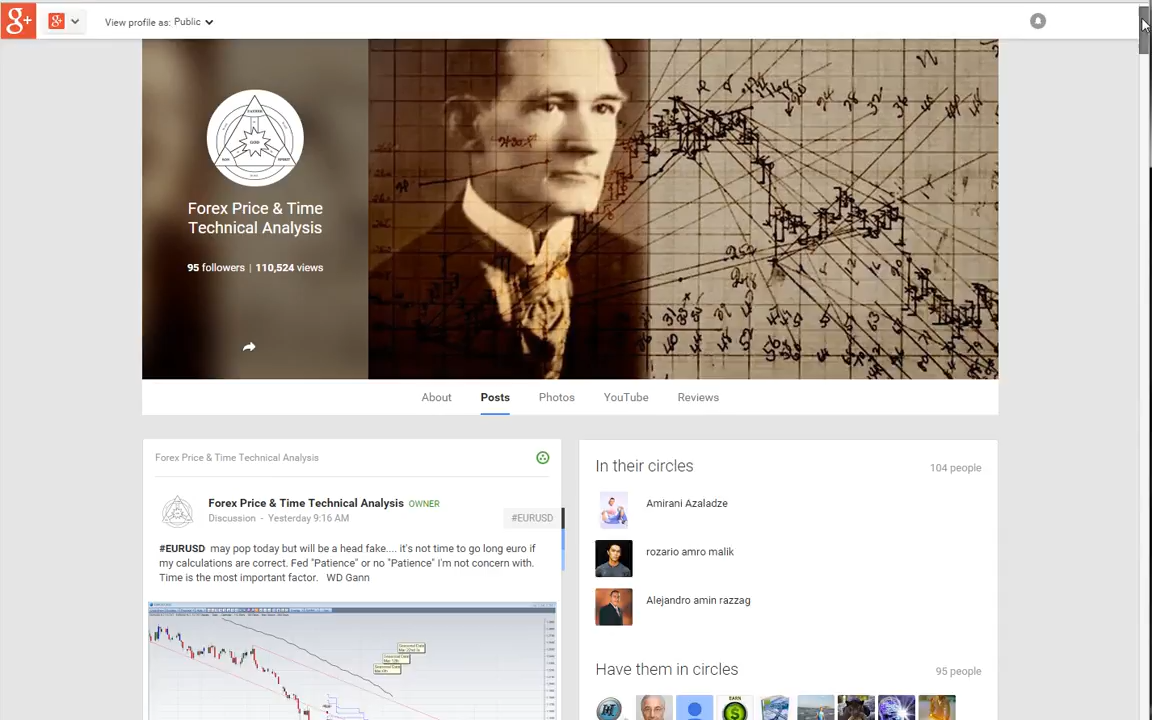 g+
g+
View profile as: Public
Forex Price & Time
Technical Analysis
95 followers | 110,524 views
About
Posts
Photos
YouTube
Reviews
Forex Price & Time Technical Analysis
Forex Price & Time Technical Analysis OWNER
Discussion - Yesterday 9:16 AM
#EURUSD
#EURUSD may pop today but will be a head fake.... it's not time to go long euro if
my calculations are correct. Fed "Patience" or no "Patience" I'm not concern with.
Time is the most important factor. WD Gann
In their circles
104 people
Amirani Azaladze
rozario amro malik
Alejandro amin razzag
Have them in circles
95 people